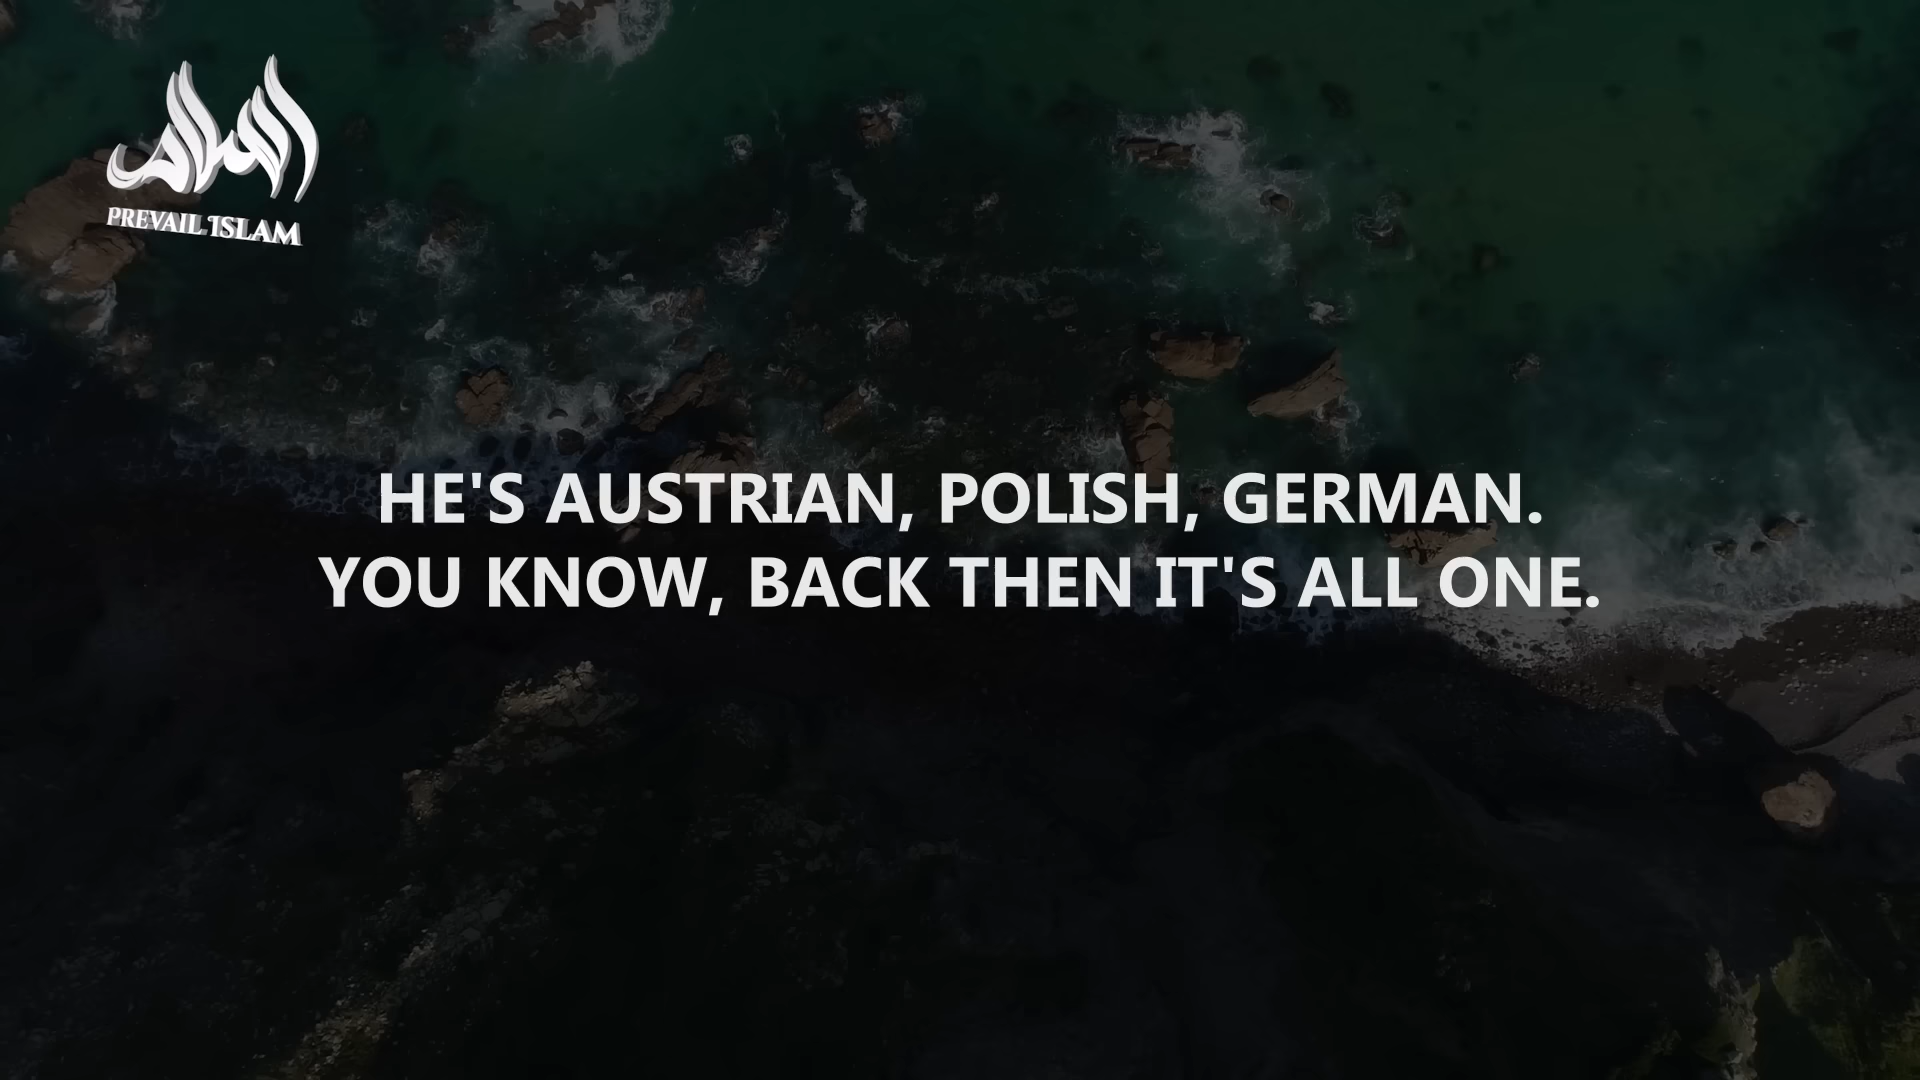 PREVAIL ISLAM
HE'S AUSTRIAN, POLISH, GERMAN.
YOU KNOW, BACK THEN IT'S ALL ONE.